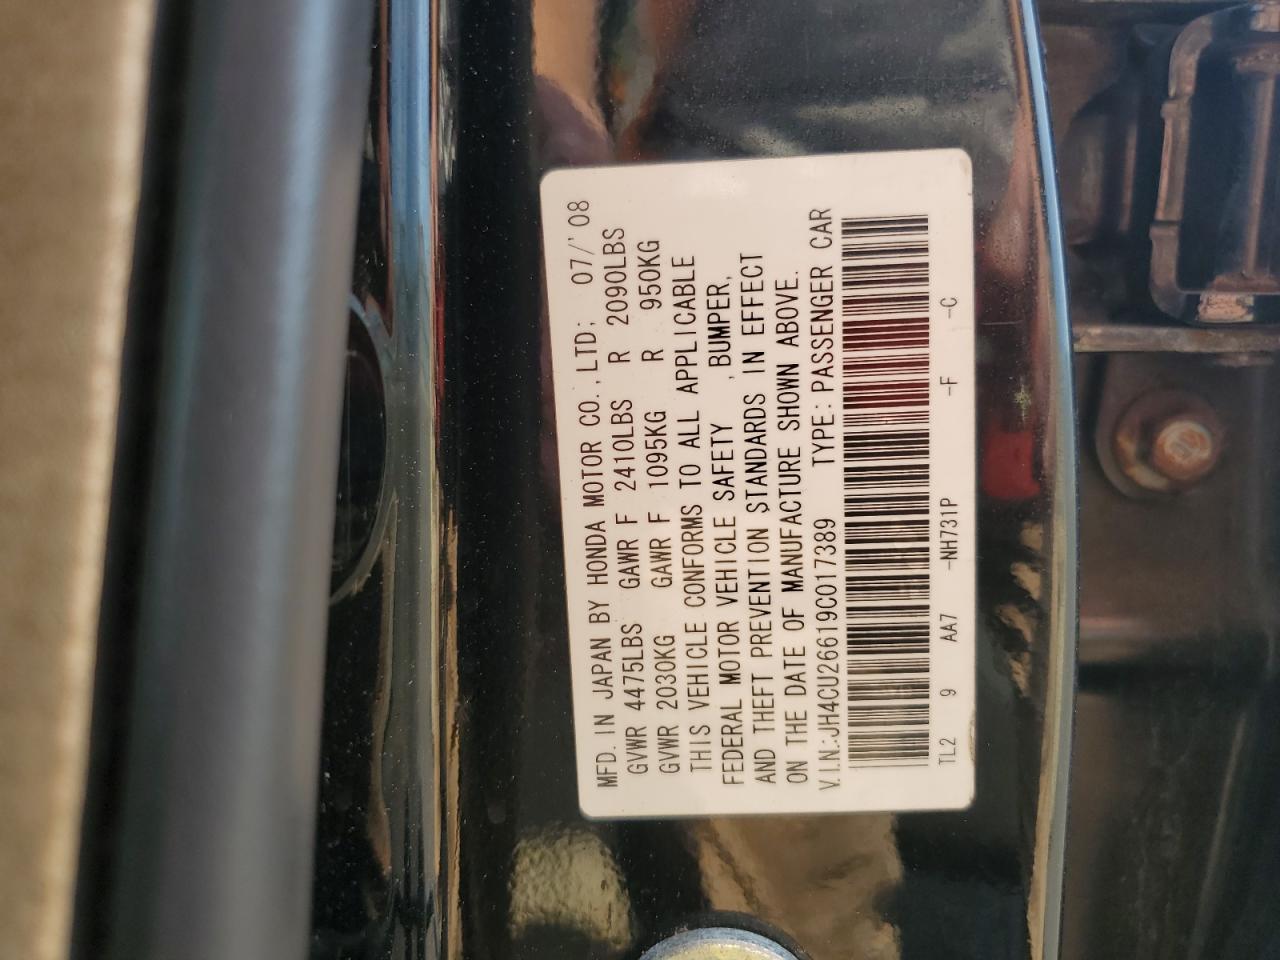 MFD. IN JAPAN BY HONDA MOTOR CO., LTD; 07/'08
GVWR 4475LBS GAWR F 2410LBS R 2090LBS
GVWR 2030KG GAWR F 1095KG R 950KG
THIS VEHICLE CONFORMS TO ALL APPLICABLE
FEDERAL MOTOR VEHICLE SAFETY ,BUMPER,
AND THEFT PREVENTION STANDARDS IN EFFECT
ON THE DATE OF MANUFACTURE SHOWN ABOVE.
V.I.N.:JH4CU26619C017389 TYPE:PASSENGER CAR
TL2 9 AA7 -NH731P -F -C